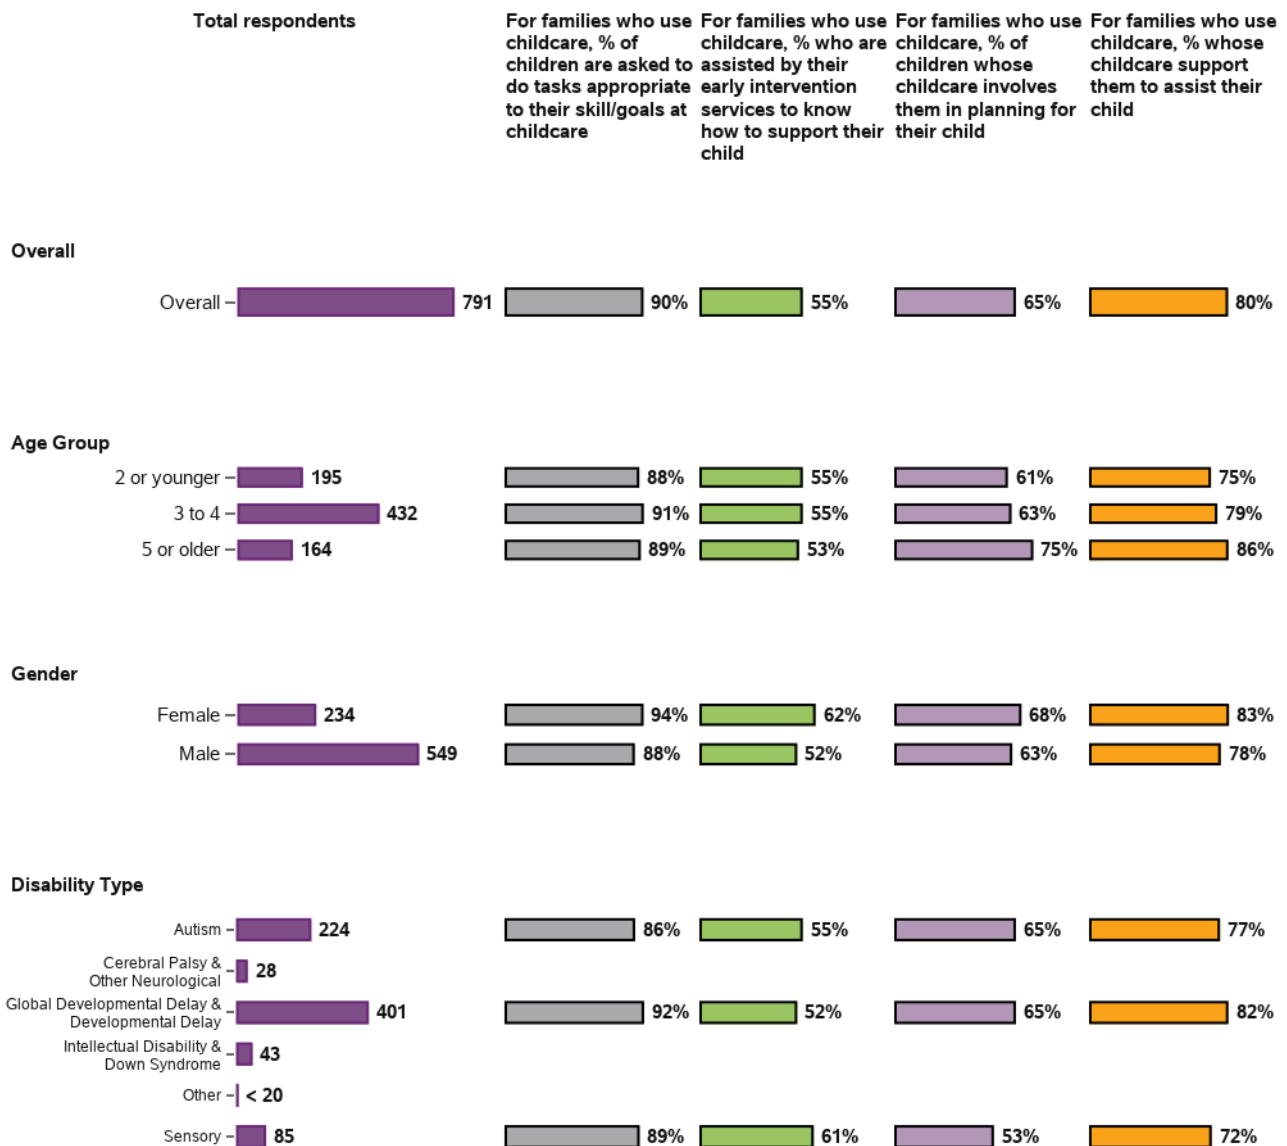 Total respondents
For families who use
childcare, % of
children are asked to
do tasks appropriate
to their skill/goals at
childcare
For families who use
childcare, % who are
assisted by their
early intervention
services to know
how to support their
child
For families who use
childcare, % of
children whose
childcare involves
them in planning for
their child
For families who use
childcare, % whose
childcare support
them to assist their
child
Overall
Overall 791 90% 55% 65% 80%
Age Group
2 or younger 195 88% 55% 61% 75%
3 to 4 432 91% 55% 63% 79%
5 or older 164 89% 53% 75% 86%
Gender
Female 234 94% 62% 68% 83%
Male 549 88% 52% 63% 78%
Disability Type
Autism 224 86% 55% 65% 77%
Cerebral Palsy &
Other Neurological 28
Global Developmental Delay &
Developmental Delay 401 92% 52% 65% 82%
Intellectual Disability &
Down Syndrome 43
Other < 20
Sensory 85 89% 61% 53% 72%